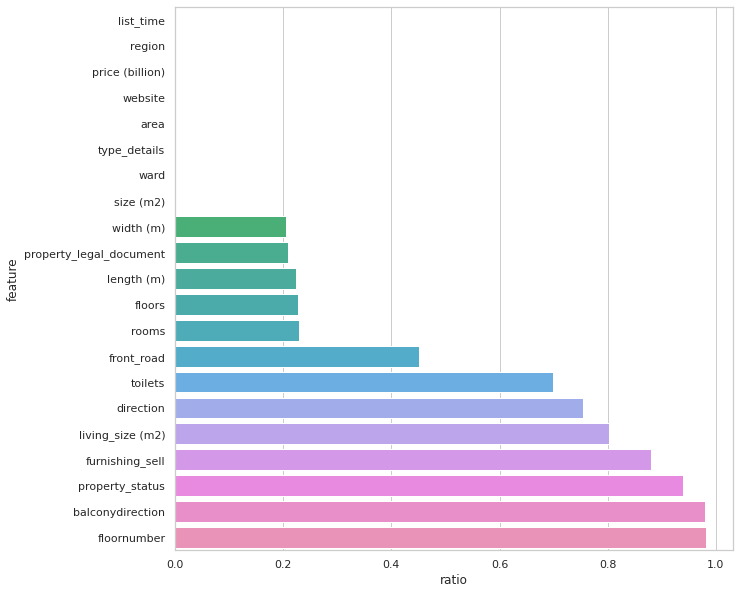 list_time
region
price (billion)
website
area
type_details
ward
size (m2)
width (m)
property_legal_document
length (m)
floors
rooms
front_road
toilets
direction
living_size (m2)
furnishing_sell
property_status
balconydirection
floornumber
feature
0.0 0.2 0.4 0.6 0.8 1.0
ratio